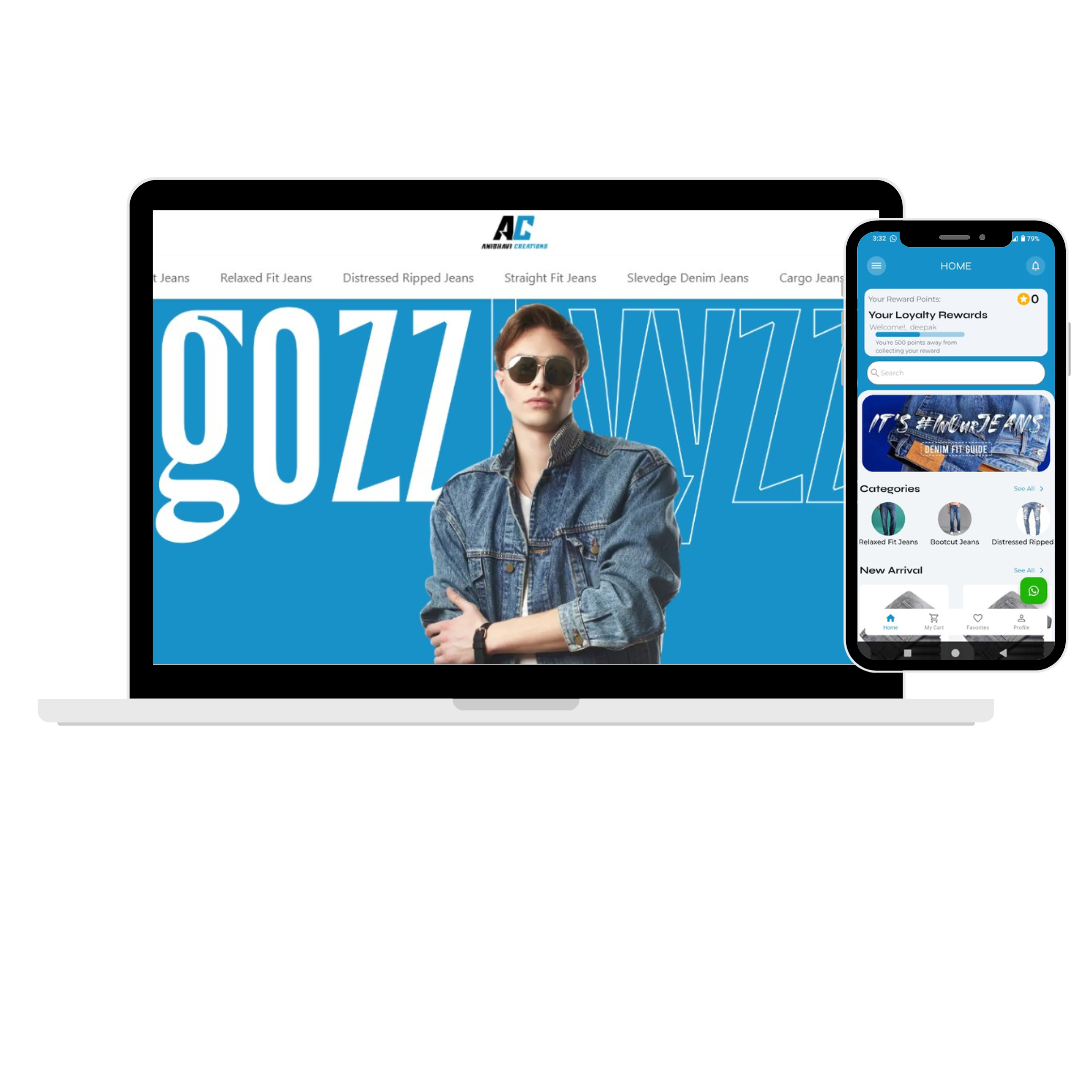 AC
ANIBHAVI CREATIONS
t Jeans Relaxed Fit Jeans Distressed Ripped Jeans Straight Fit Jeans Slevedge Denim Jeans Cargo Jeans
gozz vyzz
3:32 79%
HOME
Your Reward Points: 0
Your Loyalty Rewards
Welcome!, deepak
You're 500 points away from
collecting your reward
Search
IT'S #InOurJEANS
DENIM FIT GUIDE
Categories See All
Relaxed Fit Jeans Bootcut Jeans Distressed Ripped
New Arrival See All
Home My Cart Favorites Profile